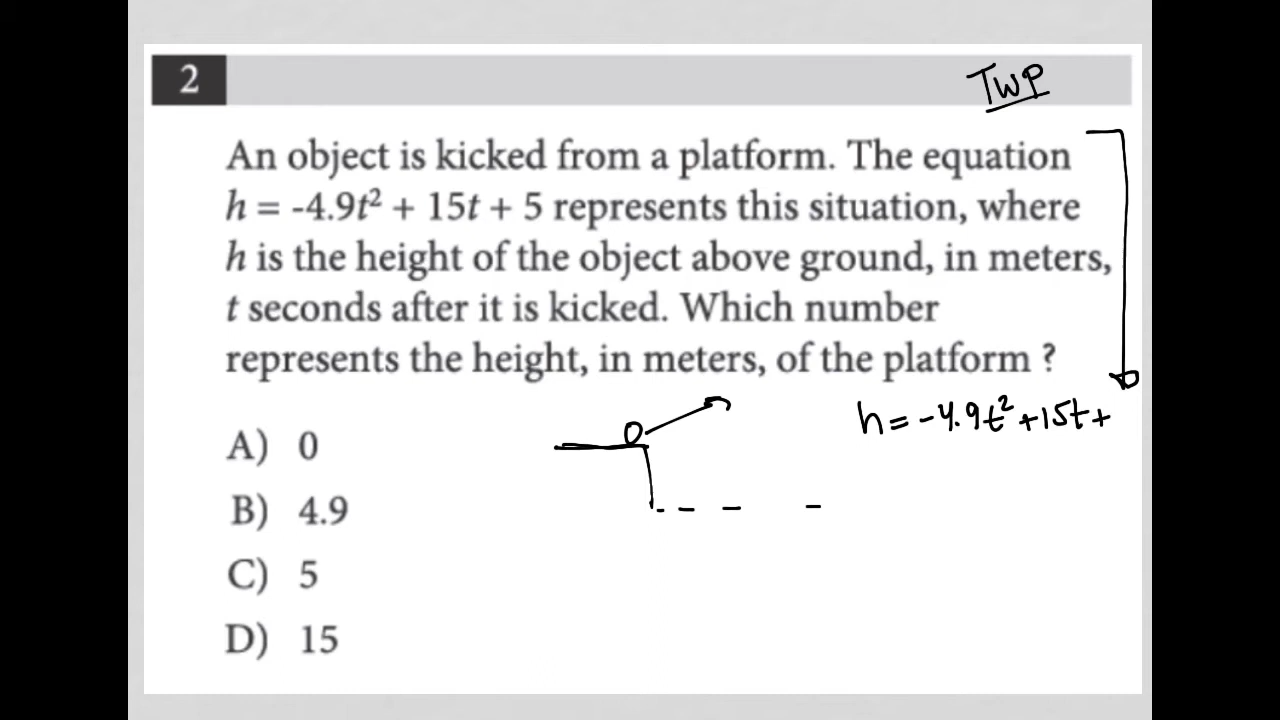 2
TWP
An object is kicked from a platform. The equation
h = -4.9t² + 15t + 5 represents this situation, where
h is the height of the object above ground, in meters,
t seconds after it is kicked. Which number
represents the height, in meters, of the platform ?
h = -4.9t² + 15t +
A) 0
B) 4.9
C) 5
D) 15